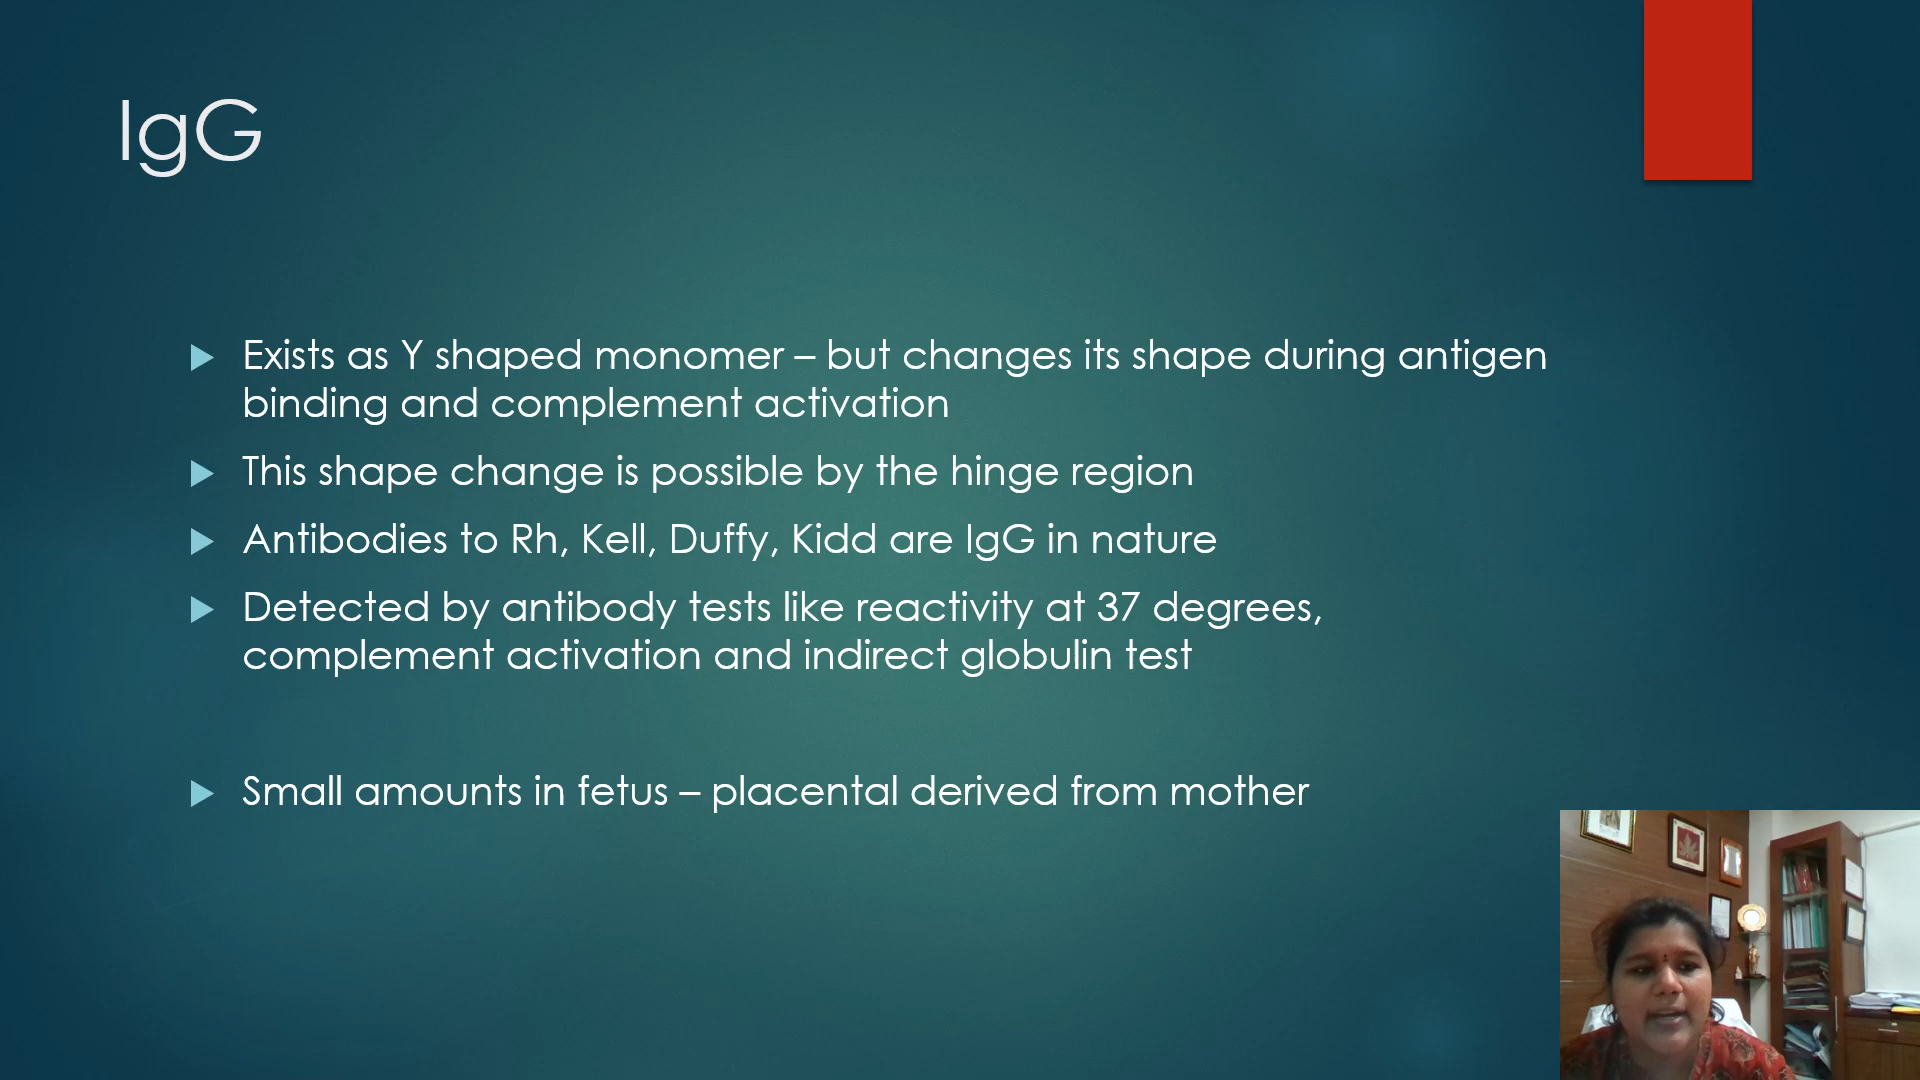 IgG
Exists as Y shaped monomer – but changes its shape during antigen
binding and complement activation
This shape change is possible by the hinge region
Antibodies to Rh, Kell, Duffy, Kidd are IgG in nature
Detected by antibody tests like reactivity at 37 degrees,
complement activation and indirect globulin test
Small amounts in fetus – placental derived from mother